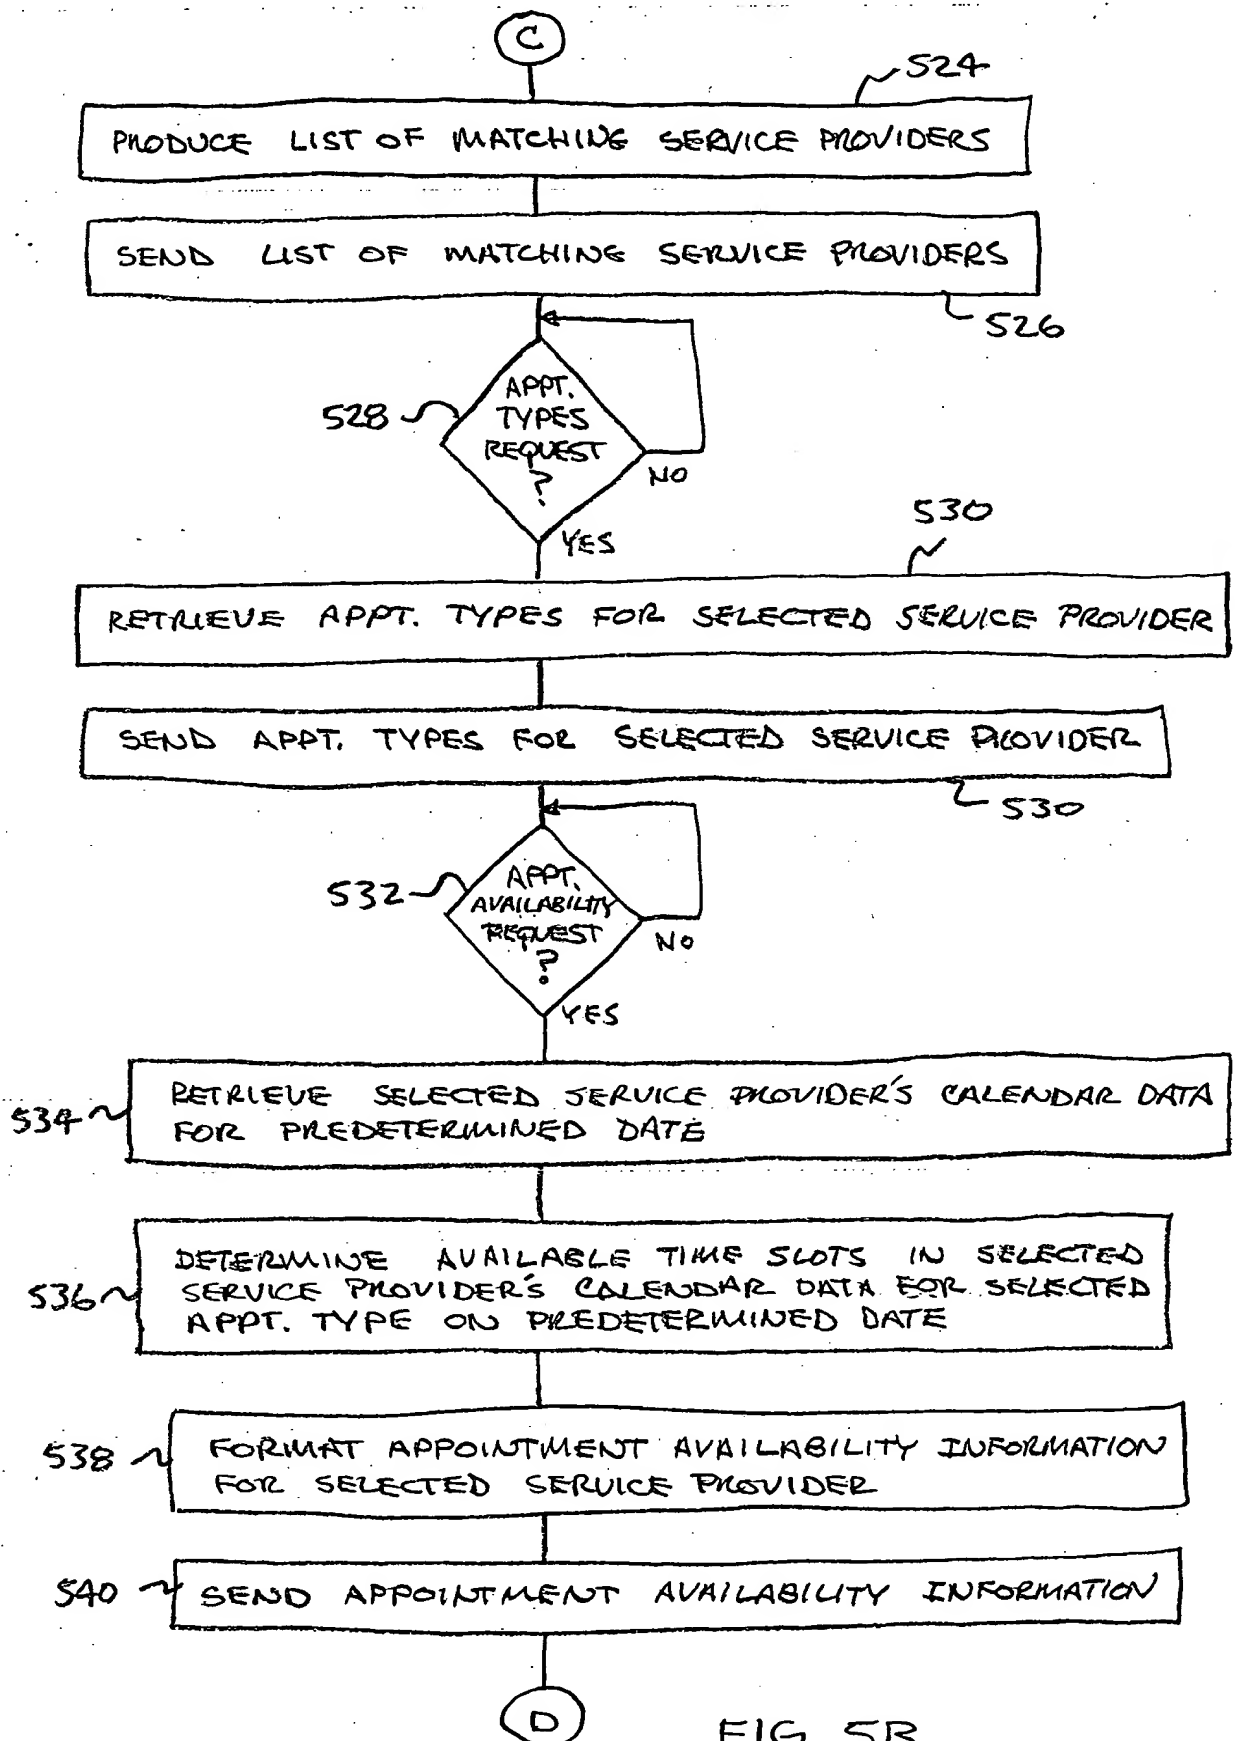 C
524
PRODUCE LIST OF MATCHING SERVICE PROVIDERS
SEND LIST OF MATCHING SERVICE PROVIDERS
526
528
APPT.
TYPES
REQUEST
?
NO
YES
530
RETRIEVE APPT. TYPES FOR SELECTED SERVICE PROVIDER
SEND APPT. TYPES FOR SELECTED SERVICE PROVIDER
530
532
APPT.
AVAILABILITY
REQUEST
?
NO
YES
534
RETRIEVE SELECTED SERVICE PROVIDER'S CALENDAR DATA
FOR PREDETERMINED DATE
536
DETERMINE AVAILABLE TIME SLOTS IN SELECTED
SERVICE PROVIDER'S CALENDAR DATA FOR SELECTED
APPT. TYPE ON PREDETERMINED DATE
538
FORMAT APPOINTMENT AVAILABILITY INFORMATION
FOR SELECTED SERVICE PROVIDER
540
SEND APPOINTMENT AVAILABILITY INFORMATION
D
FIG 5B